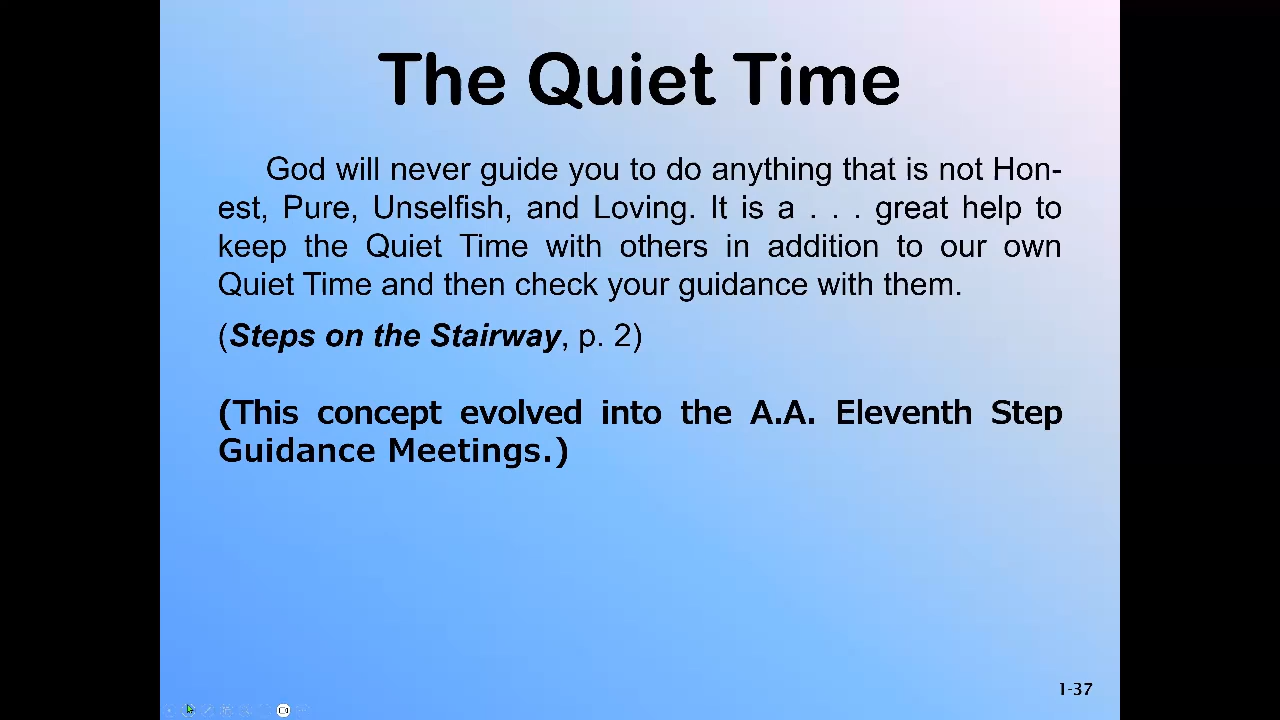 The Quiet Time
God will never guide you to do anything that is not Hon-
est, Pure, Unselfish, and Loving. It is a . . . great help to
keep the Quiet Time with others in addition to our own
Quiet Time and then check your guidance with them.
(Steps on the Stairway, p. 2)
(This concept evolved into the A.A. Eleventh Step
Guidance Meetings.)
1-37